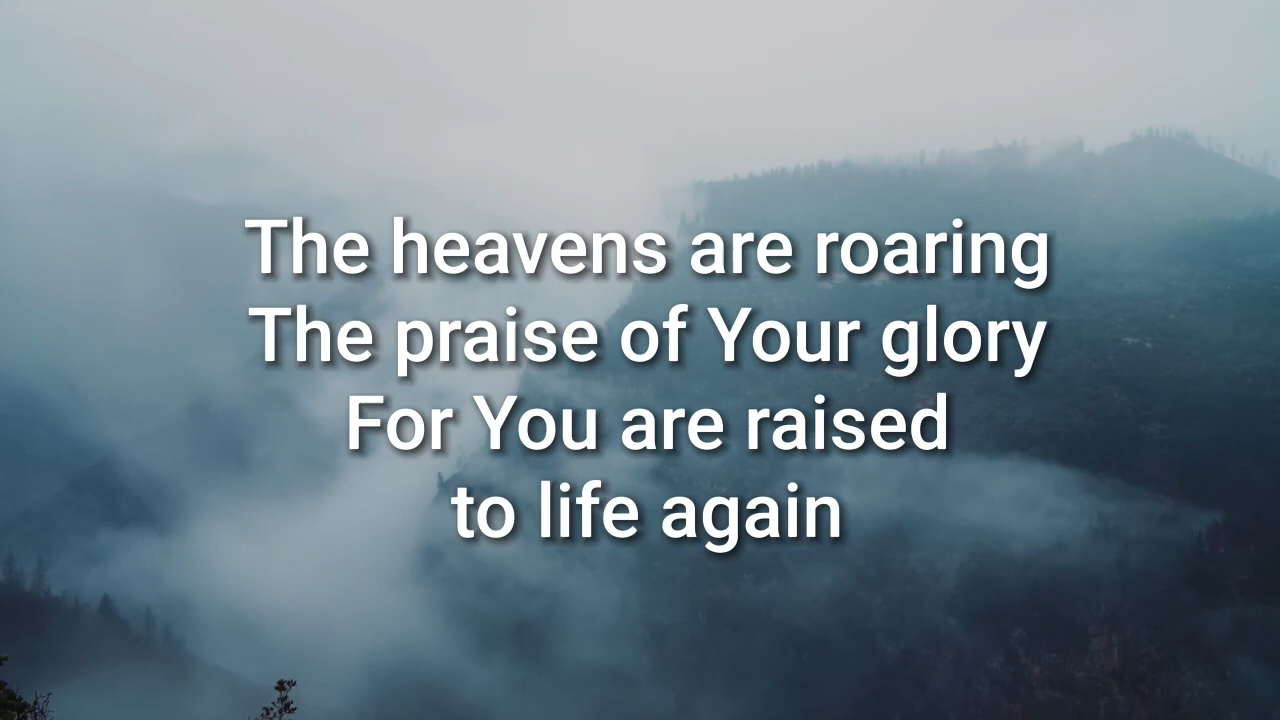 The heavens are roaring
The praise of Your glory
For You are raised
to life again